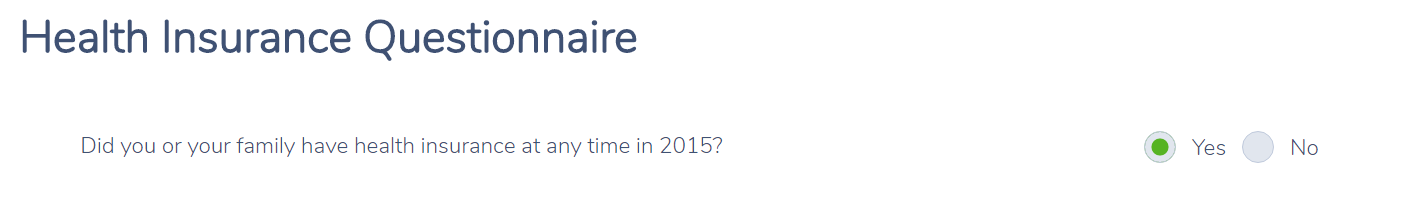 Health Insurance Questionnaire
Did you or your family have health insurance at any time in 2015? Yes No